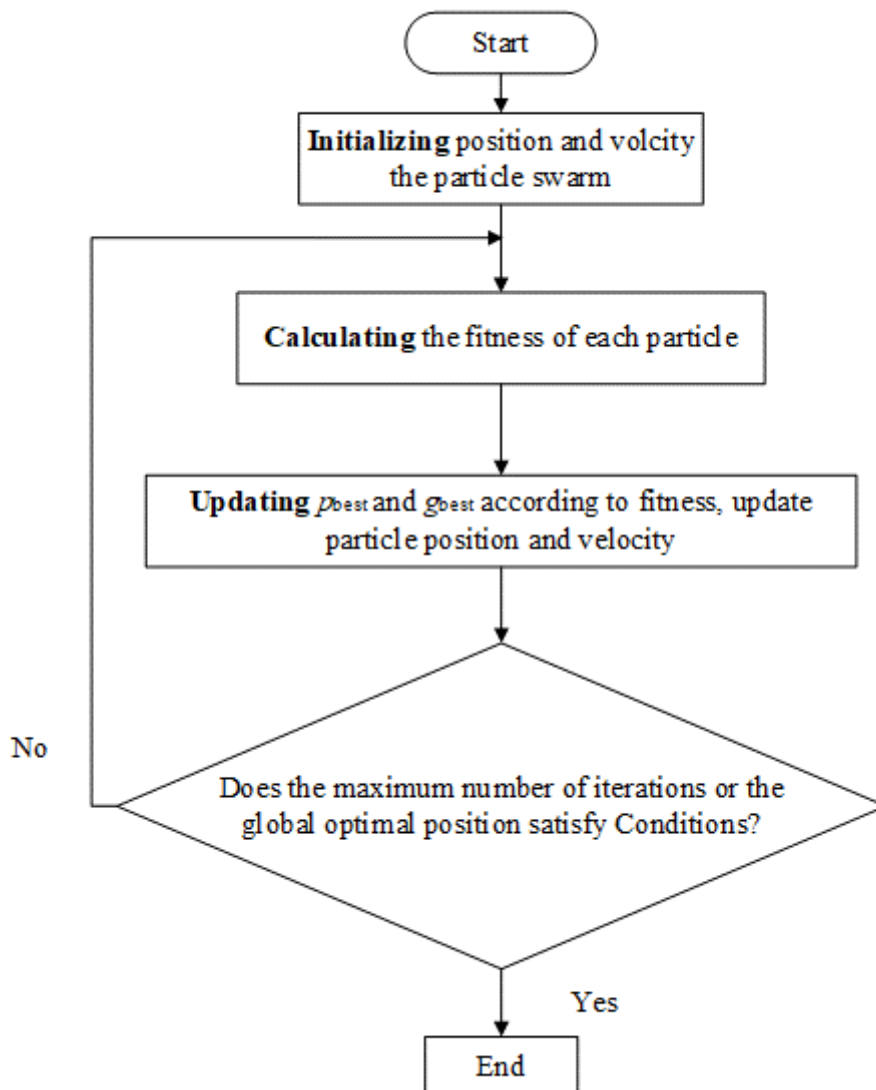 Start
Initializing position and volcity
the particle swarm
Calculating the fitness of each particle
Updating pbest and gbest according to fitness, update
particle position and velocity
No
Does the maximum number of iterations or the
global optimal position satisfy Conditions?
Yes
End